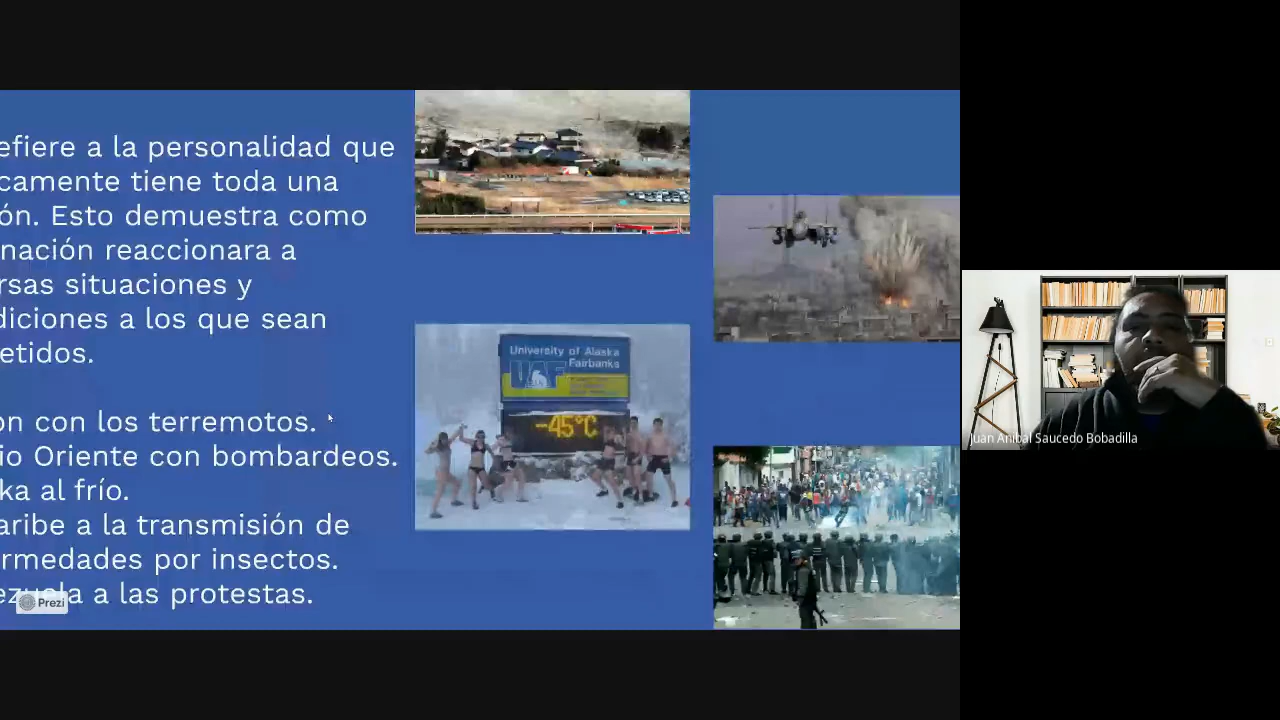 efiere a la personalidad que
camente tiene toda una
ón. Esto demuestra como
nación reaccionara a
rsas situaciones y
diciones a los que sean
etidos.
on con los terremotos.
io Oriente con bombardeos.
ka al frío.
aribe a la transmisión de
rmedades por insectos.
ezuela a las protestas.
Prezi
University of Alaska
Fairbanks
UAF
-45°C
Juan Anibal Saucedo Bobadilla